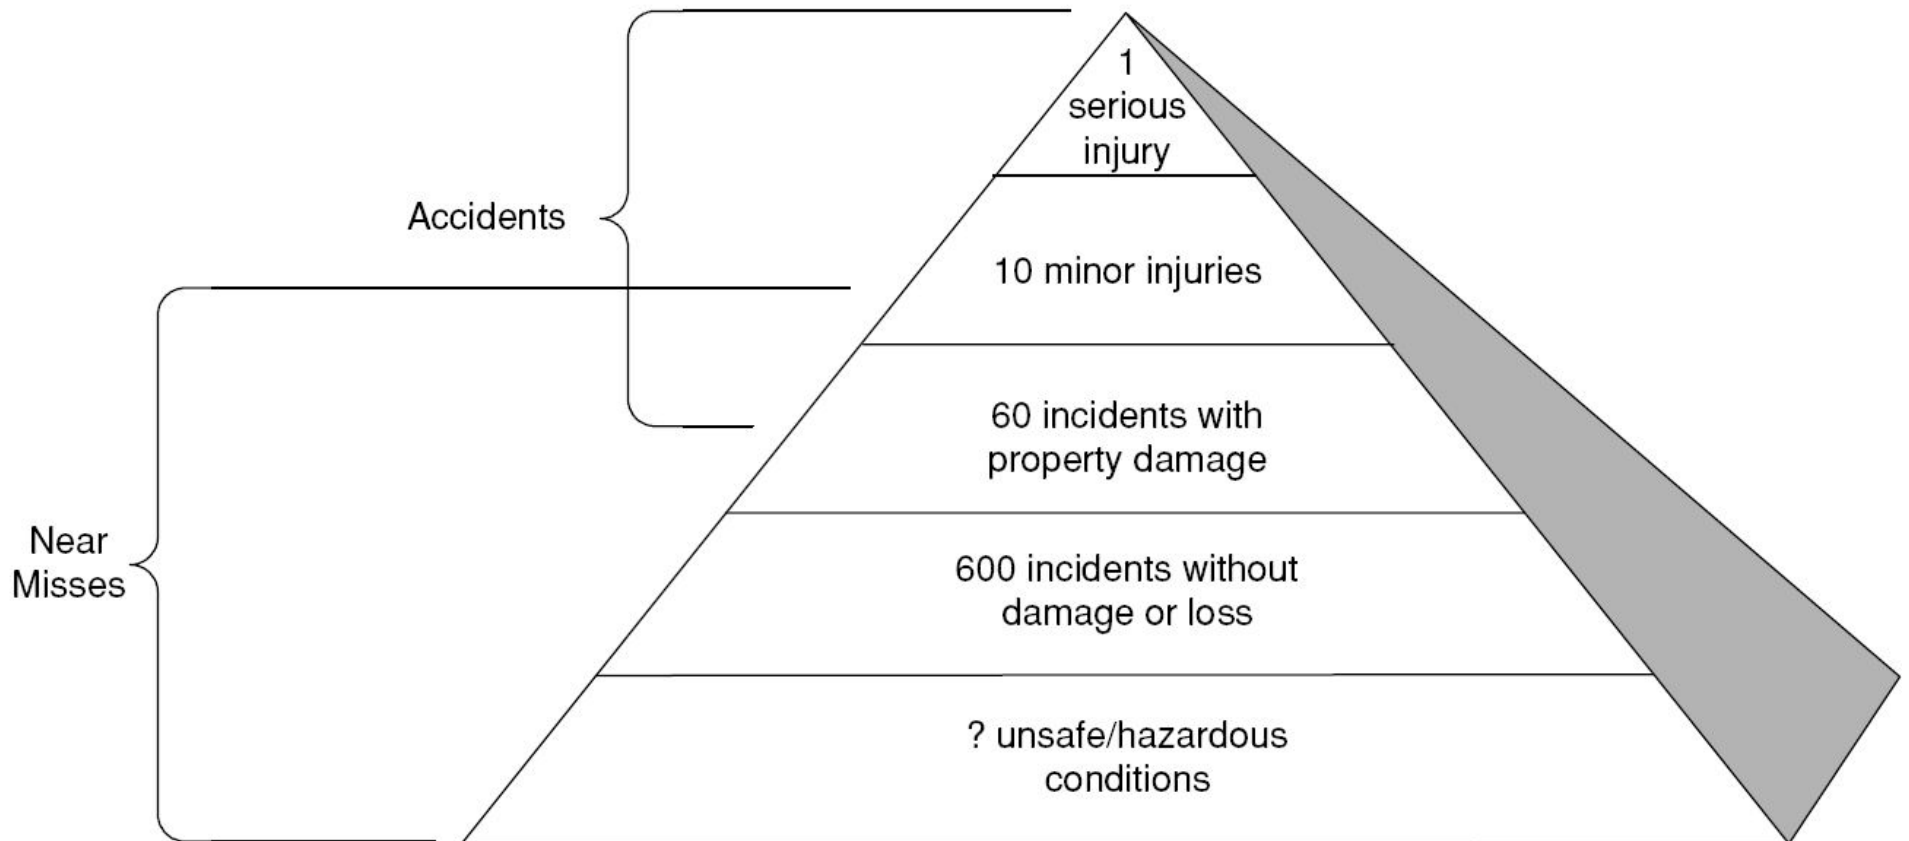 1
serious
injury
Accidents
10 minor injuries
60 incidents with
property damage
Near
Misses
600 incidents without
damage or loss
? unsafe/hazardous
conditions